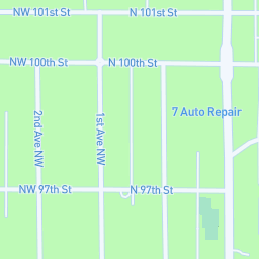 NW 101st St
N 101st St
NW 100th St
N 100th St
7 Auto Repair
2nd Ave NW
1st Ave NW
NW 97th St
N 97th St